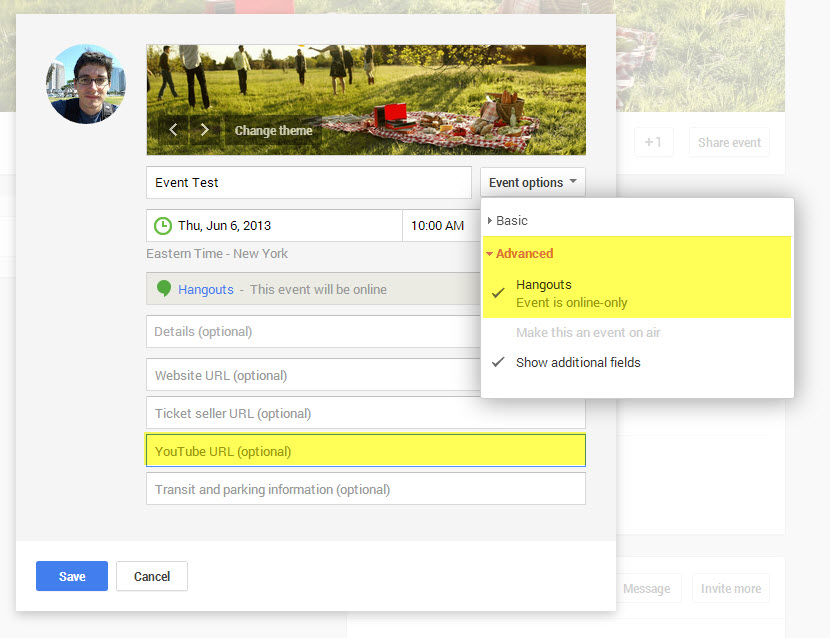 +1
Share event
Change theme
Event Test
Event options
Thu, Jun 6, 2013
10:00 AM
Eastern Time - New York
Hangouts - This event will be online
Details (optional)
Website URL (optional)
Ticket seller URL (optional)
YouTube URL (optional)
Transit and parking information (optional)
Basic
Advanced
Hangouts
Event is online-only
Make this an event on air
Show additional fields
Save
Cancel
Message
Invite more